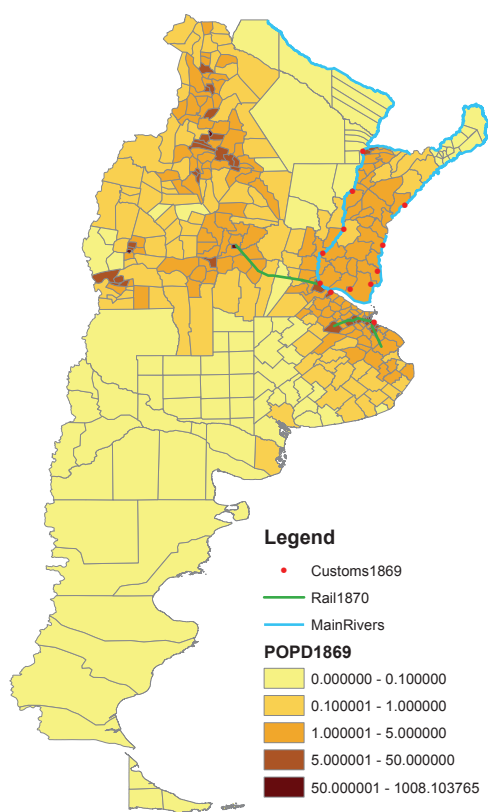 Legend
Customs1869
Rail1870
MainRivers
POPD1869
0.000000 - 0.100000
0.100001 - 1.000000
1.000001 - 5.000000
5.000001 - 50.000000
50.000001 - 1008.103765